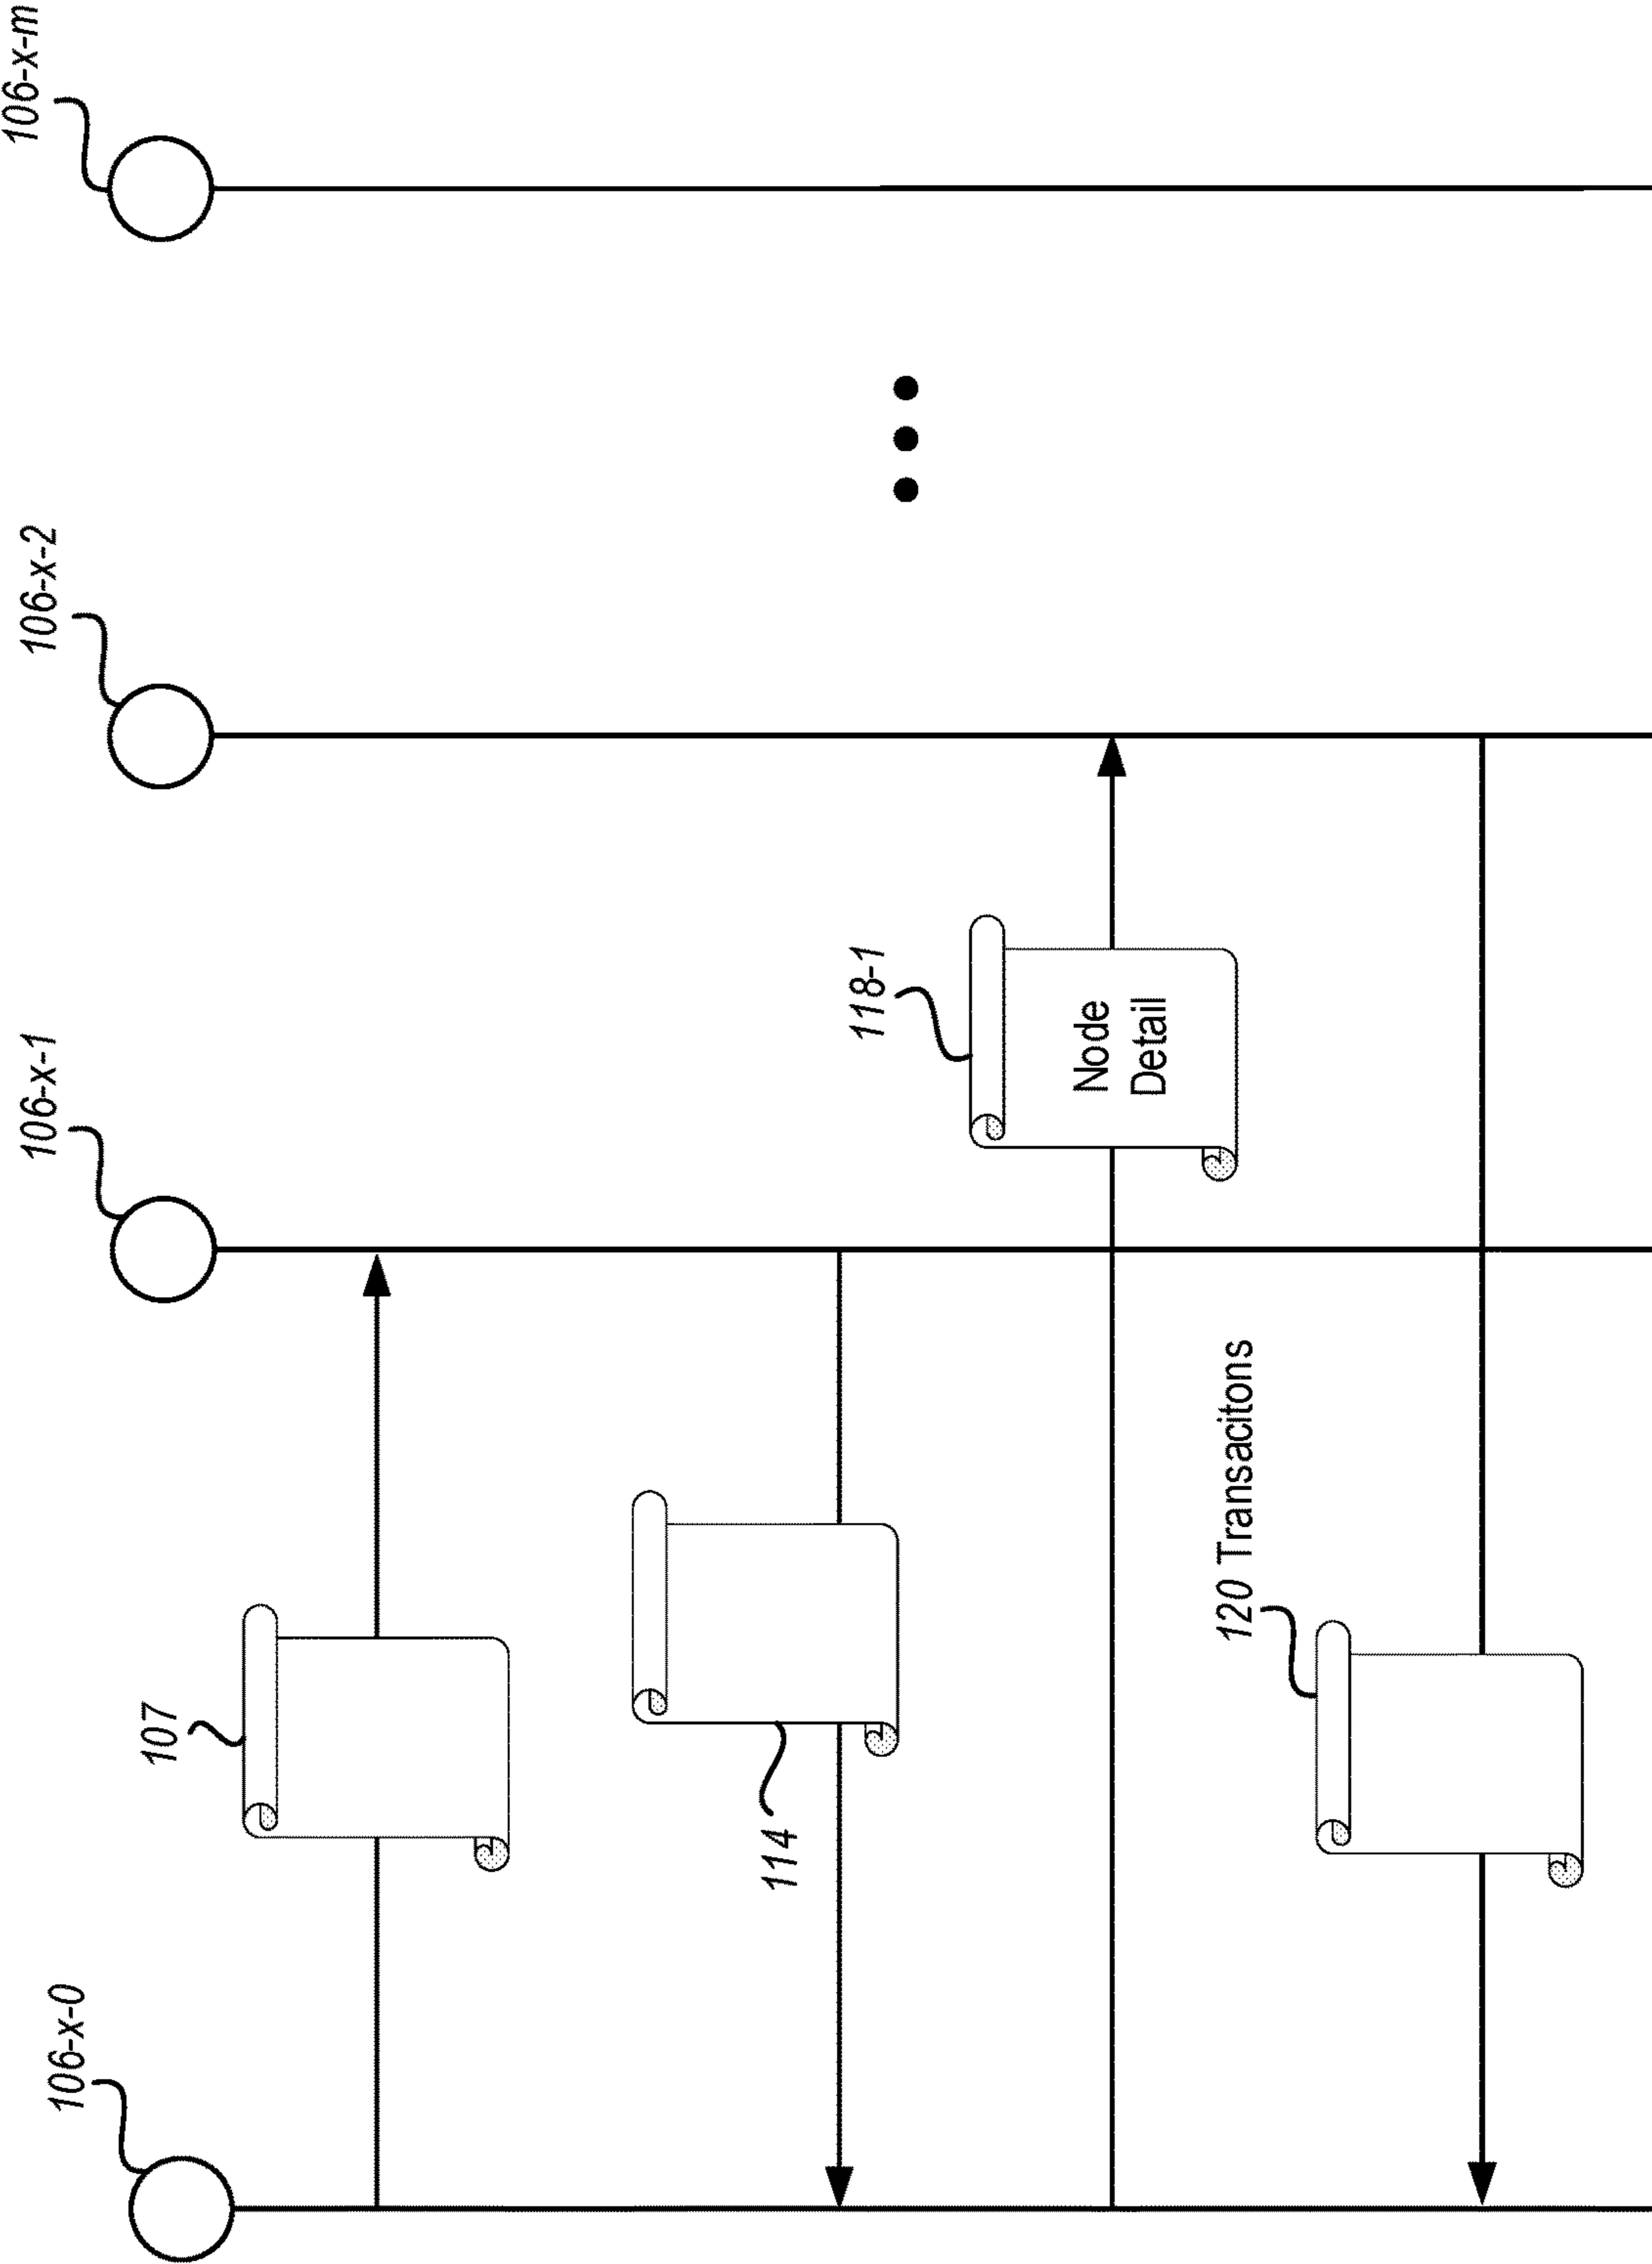 106-x-0
106-x-1
106-x-2
106-x-m
107
114
118-1
Node
Detail
120 Transacitons